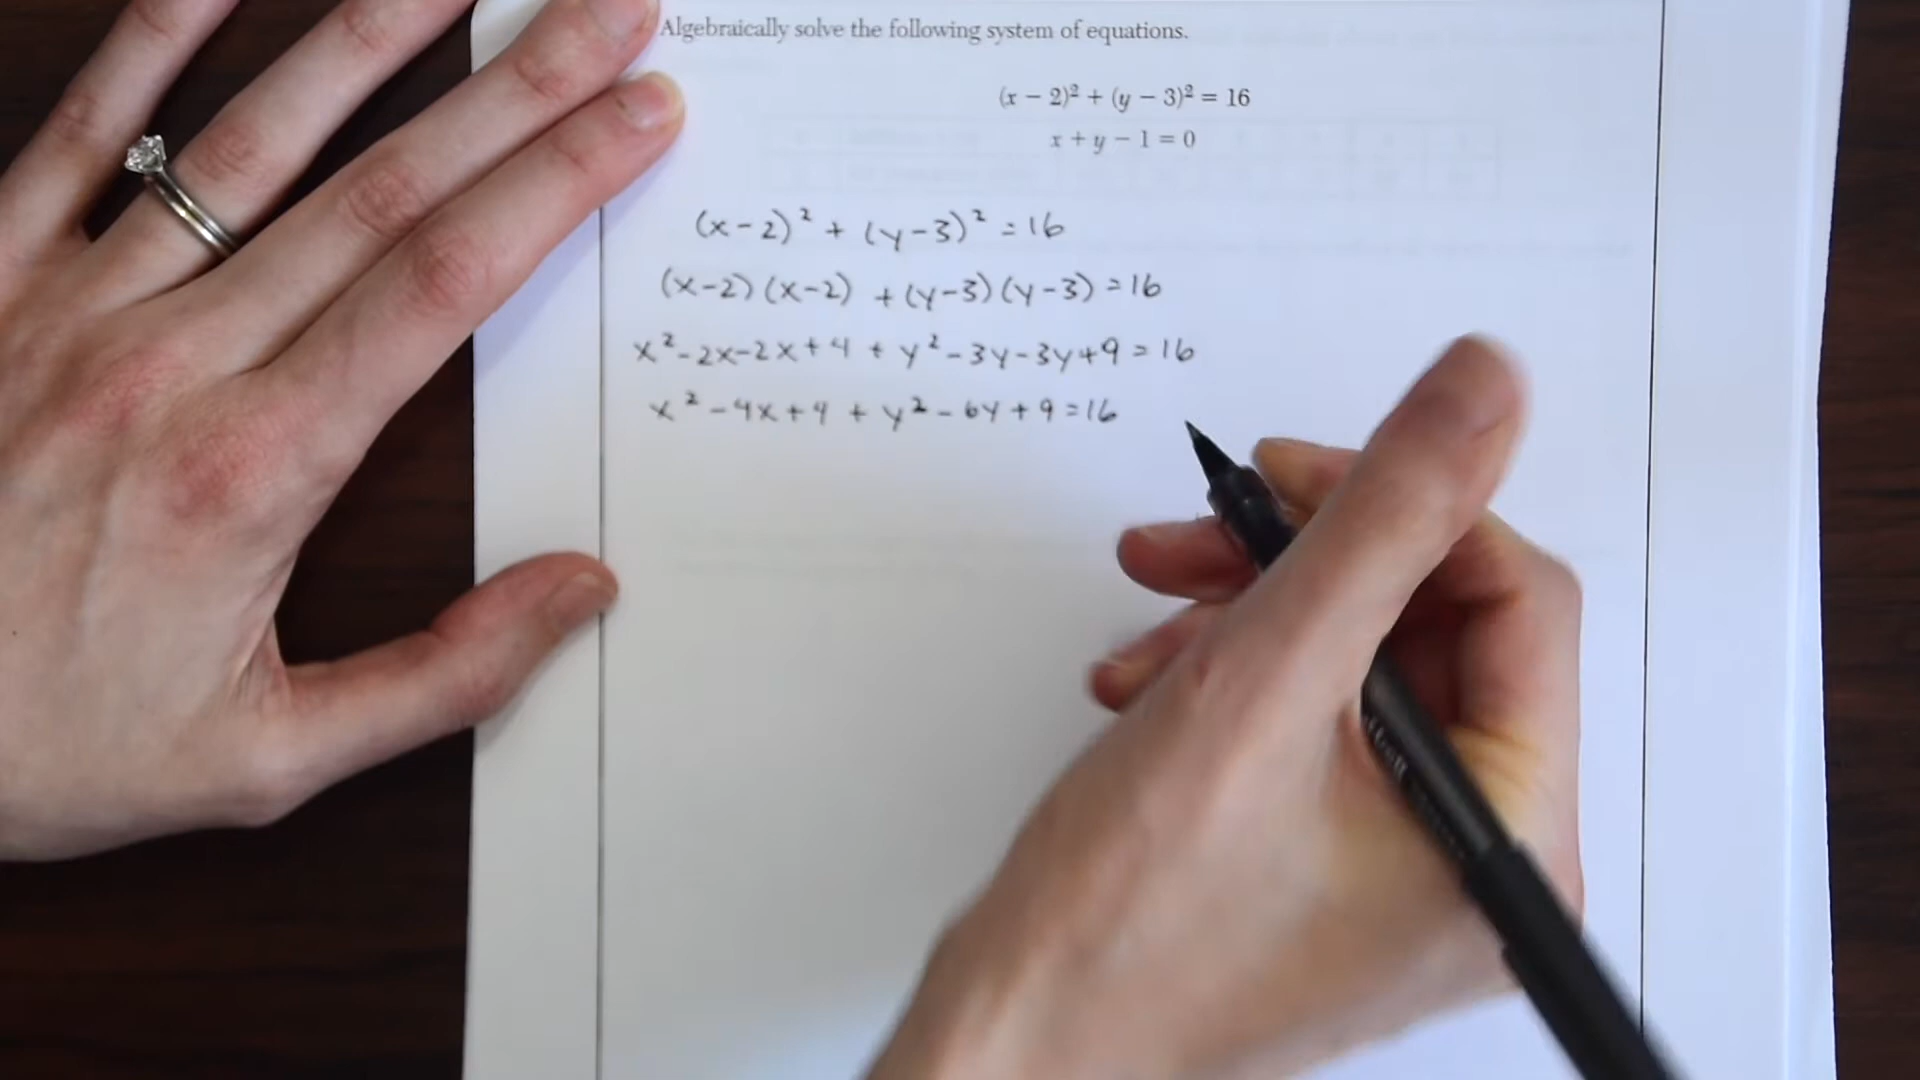 Algebraically solve the following system of equations.
(x − 2)² + (y − 3)² = 16
x + y − 1 = 0
(x-2)² + (y-3)² = 16
(x-2)(x-2) + (y-3)(y-3) = 16
x² - 2x - 2x + 4 + y² - 3y - 3y + 9 = 16
x² - 4x + 4 + y² - 6y + 9 = 16